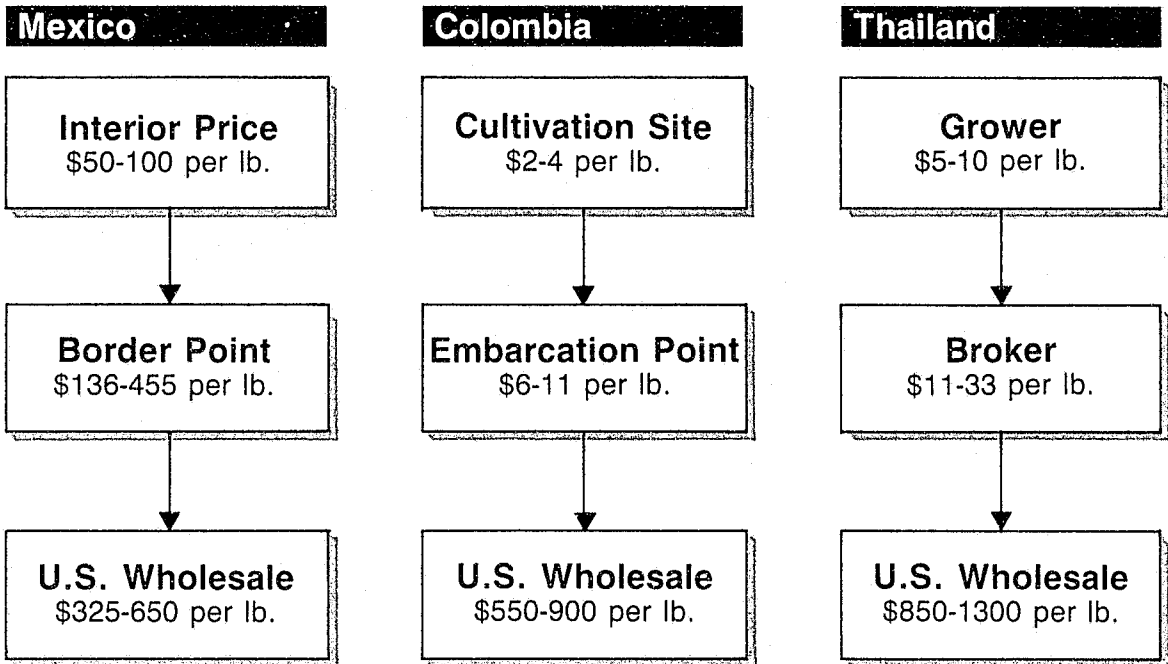 Mexico
Interior Price
$50-100 per lb.
Border Point
$136-455 per lb.
U.S. Wholesale
$325-650 per lb.
Colombia
Cultivation Site
$2-4 per lb.
Embarcation Point
$6-11 per lb.
U.S. Wholesale
$550-900 per lb.
Thailand
Grower
$5-10 per lb.
Broker
$11-33 per lb.
U.S. Wholesale
$850-1300 per lb.